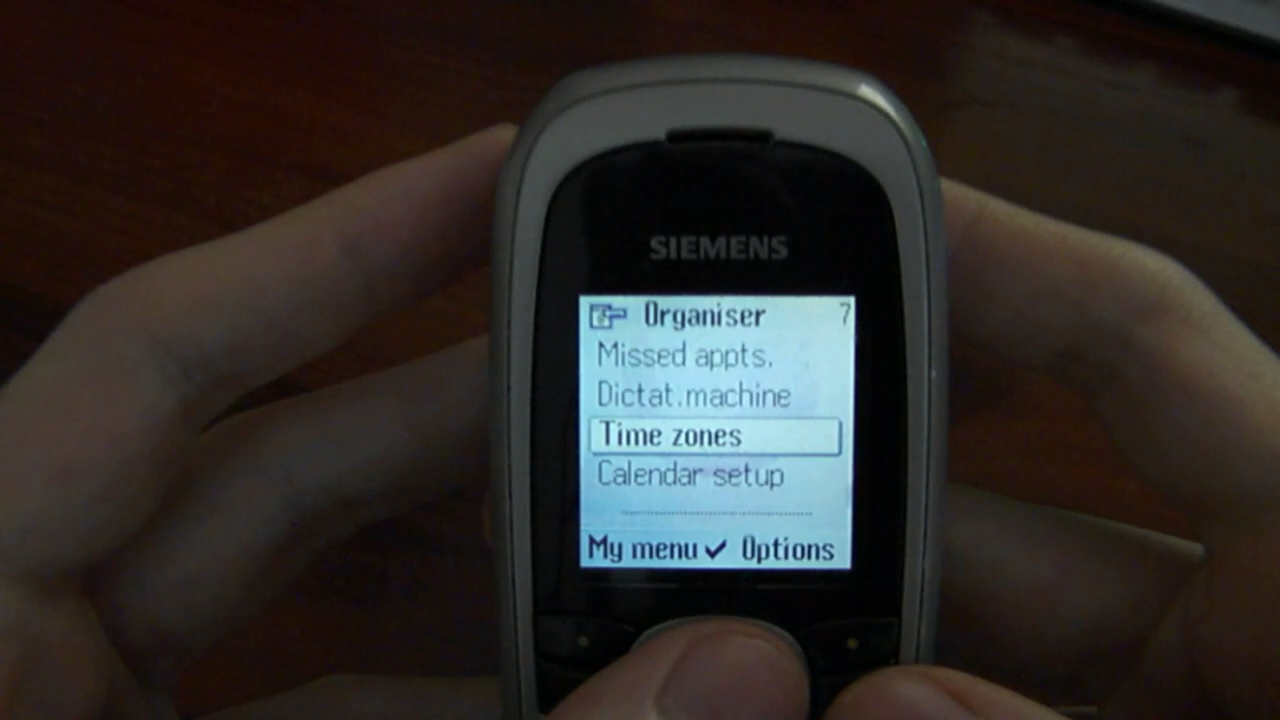 SIEMENS
Organiser 7
Missed appts.
Dictat.machine
Time zones
Calendar setup
My menu Options